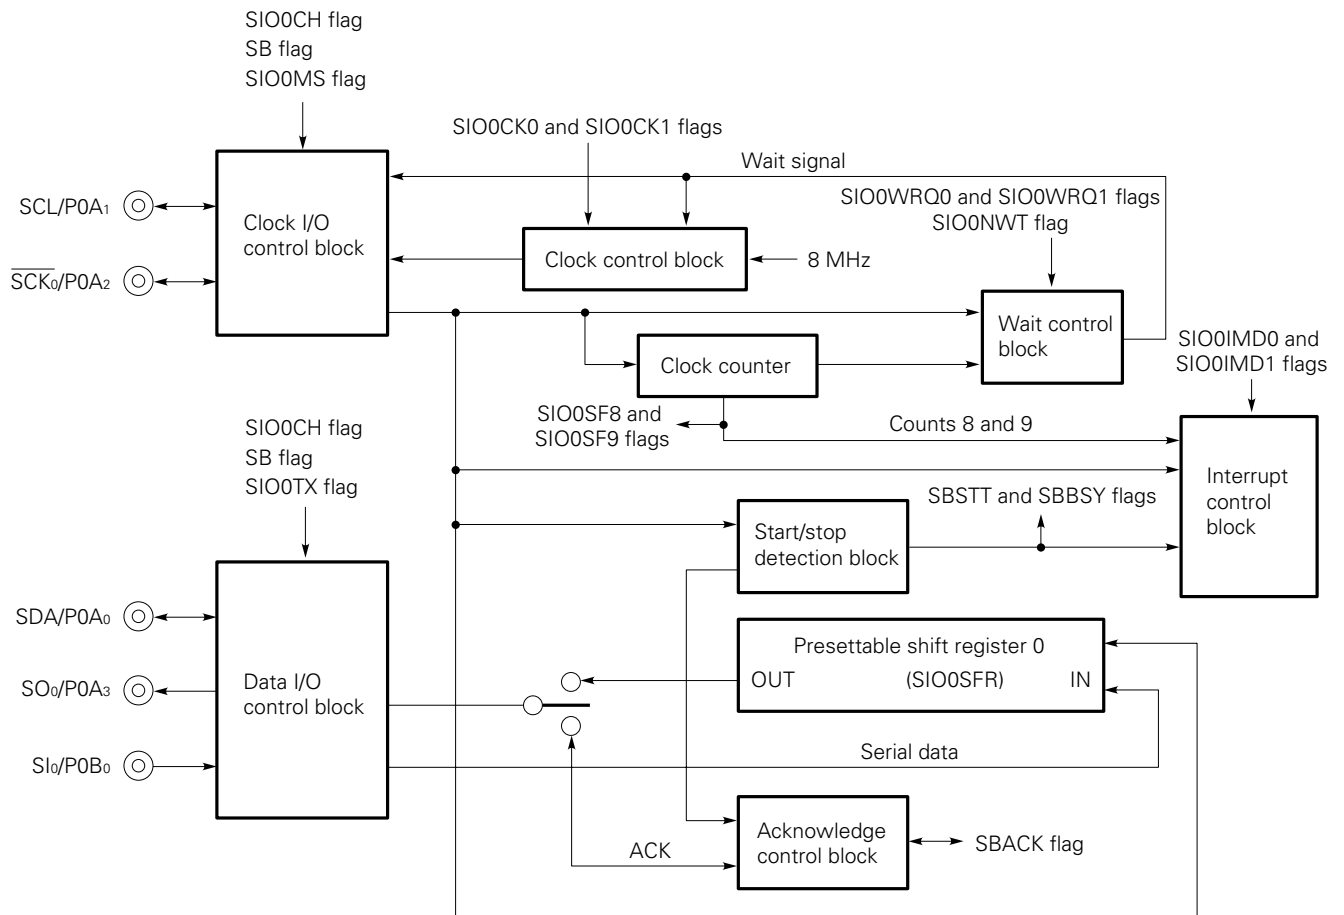 SIO0CH flag
SB flag
SIO0MS flag
SIO0CK0 and SIO0CK1 flags
Wait signal
SIO0WRQ0 and SIO0WRQ1 flags
SIO0NWT flag
SCL/P0A1
Clock I/O
control block
SCK0/P0A2
Clock control block
8 MHz
Wait control
block
Clock counter
SIO0IMD0 and
SIO0IMD1 flags
SIO0SF8 and
SIO0SF9 flags
Counts 8 and 9
SIO0CH flag
SB flag
SIO0TX flag
Interrupt
control
block
SBSTT and SBBSY flags
Start/stop
detection block
SDA/P0A0
SO0/P0A3
SI0/P0B0
Data I/O
control block
Presettable shift register 0
OUT (SIO0SFR) IN
Serial data
Acknowledge
control block
ACK
SBACK flag